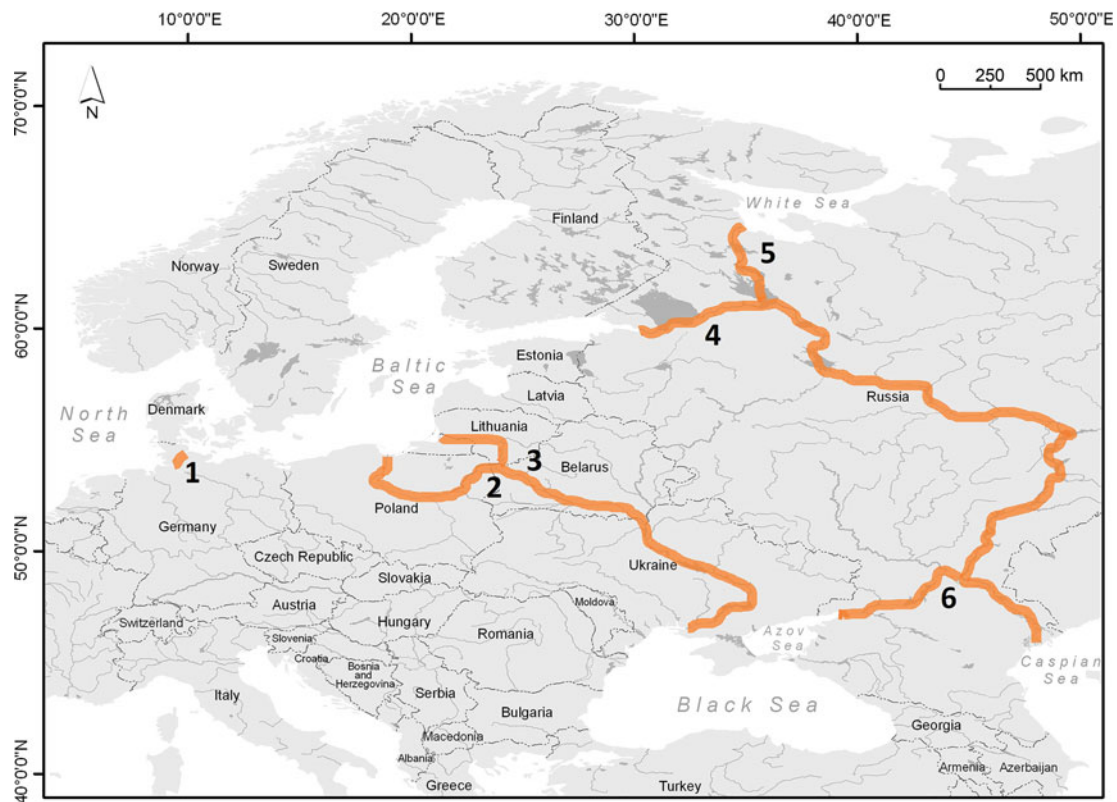 10°0'0"E 20°0'0"E 30°0'0"E 40°0'0"E 50°0'0"E
70°0'0"N
60°0'0"N
50°0'0"N
40°0'0"N
N
0 250 500 km
White Sea
Finland
Norway
Sweden
5
4
Estonia
Baltic
Sea
Latvia
Russia
North
Sea
Denmark
Lithuania
1
3
Belarus
2
Poland
Germany
Czech Republic
Ukraine
Slovakia
6
Austria
Moldova
Switzerland
Hungary
Slovenia
Romania
Azov
Sea
Croatia
Caspian
Sea
Bosnia
and
Herzegovina
Italy
Serbia
Black Sea
Bulgaria
Georgia
Macedonia
Albania
Armenia
Azerbaijan
Greece
Turkey